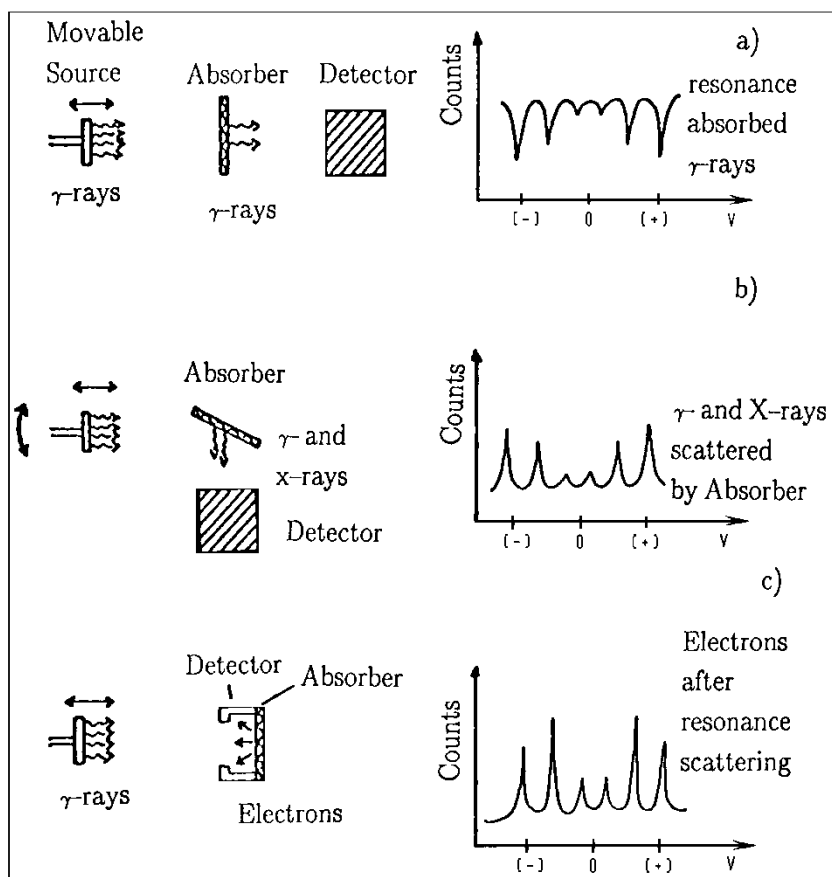 Movable
Source
Absorber
Detector
γ-rays
γ-rays
a)
Counts
resonance
absorbed
γ-rays
(-) 0 (+) V
b)
Absorber
γ- and
x-rays
Detector
Counts
γ- and X-rays
scattered
by Absorber
(-) 0 (+) V
c)
Detector
Absorber
γ-rays
Electrons
Counts
Electrons
after
resonance
scattering
(-) 0 (+) V